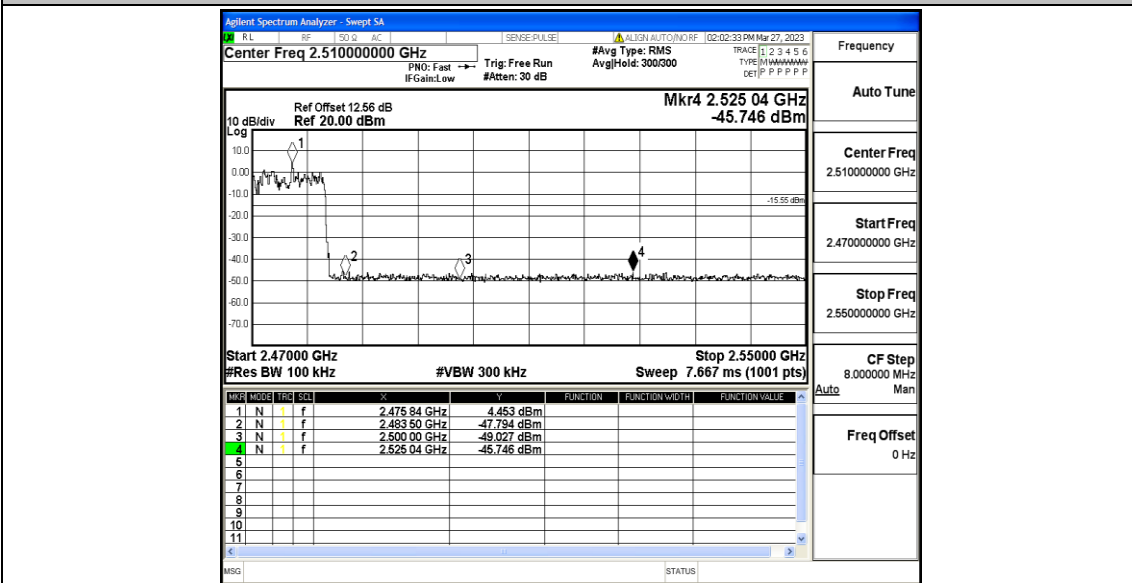 Agilent Spectrum Analyzer - Swept SA
RL RF 50 Ω AC SENSE:PULSE ALIGN AUTO/NO RF 02:02:33 PM Mar 27, 2023
Center Freq 2.510000000 GHz
PNO: Fast
IFGain:Low
Trig: Free Run
#Atten: 30 dB
#Avg Type: RMS
Avg|Hold: 300/300
TRACE 1 2 3 4 5 6
TYPE M WWWWW
DET P P P P P P
Ref Offset 12.56 dB
10 dB/div Ref 20.00 dBm
Log
Mkr4 2.525 04 GHz
-45.746 dBm
10.0
0.00
-10.0
-20.0
-30.0
-40.0
-50.0
-60.0
-70.0
1
2
3
4
-15.55 dBm
Start 2.47000 GHz Stop 2.55000 GHz
#Res BW 100 kHz #VBW 300 kHz Sweep 7.667 ms (1001 pts)
MKR MODE TRC SCL X Y FUNCTION FUNCTION WIDTH FUNCTION VALUE
1 N 1 f 2.475 84 GHz 4.453 dBm
2 N 1 f 2.483 50 GHz -47.794 dBm
3 N 1 f 2.500 00 GHz -49.027 dBm
4 N 1 f 2.525 04 GHz -45.746 dBm
5
6
7
8
9
10
11
MSG STATUS
Frequency
Auto Tune
Center Freq
2.510000000 GHz
Start Freq
2.470000000 GHz
Stop Freq
2.550000000 GHz
CF Step
8.000000 MHz
Auto Man
Freq Offset
0 Hz